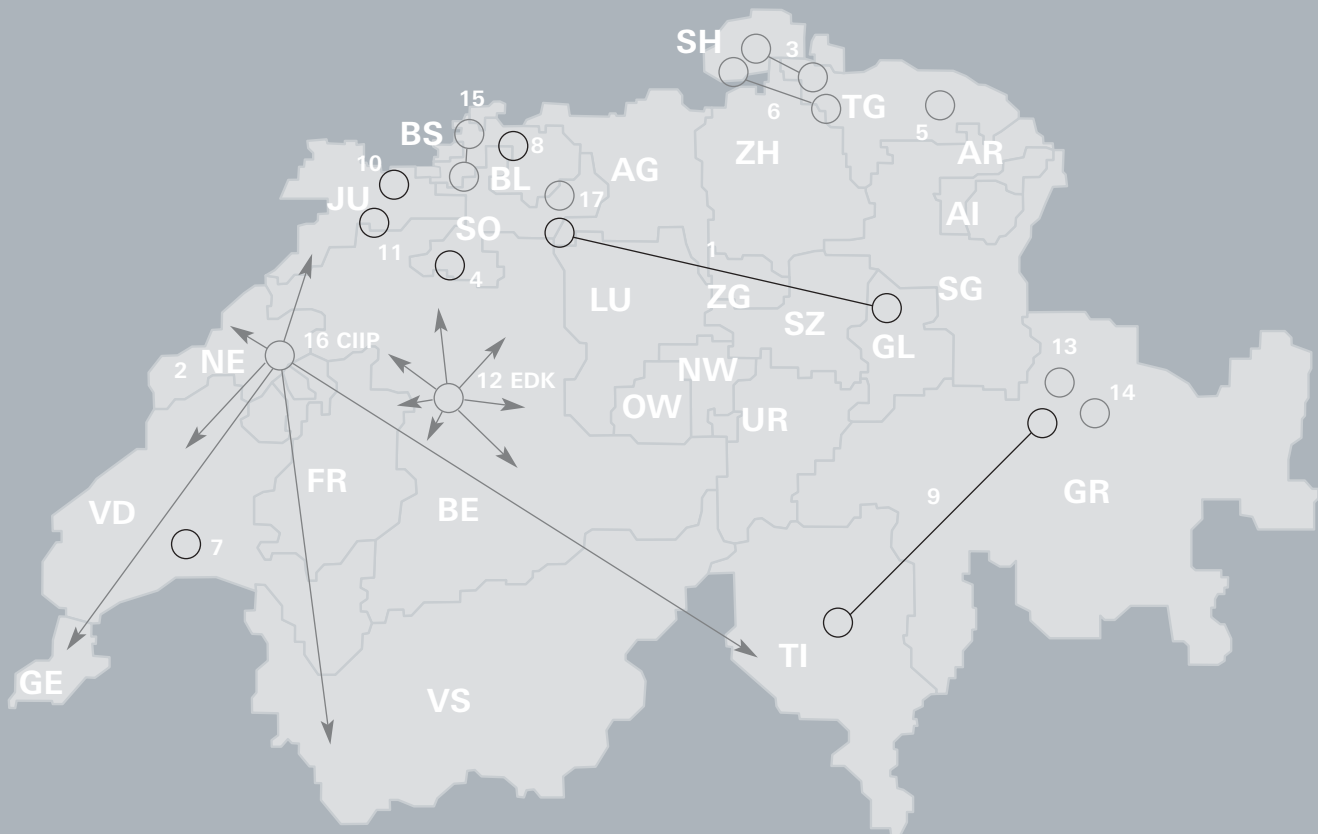 SH
3
TG
6
5
15
BS
8
10
BL
AG
ZH
AR
JU
17
AI
SO
11
4
1
ZG
LU
SG
SZ
16 CIIP
GL
2
NE
12 EDK
NW
13
OW
UR
14
FR
VD
BE
9
GR
7
TI
GE
VS